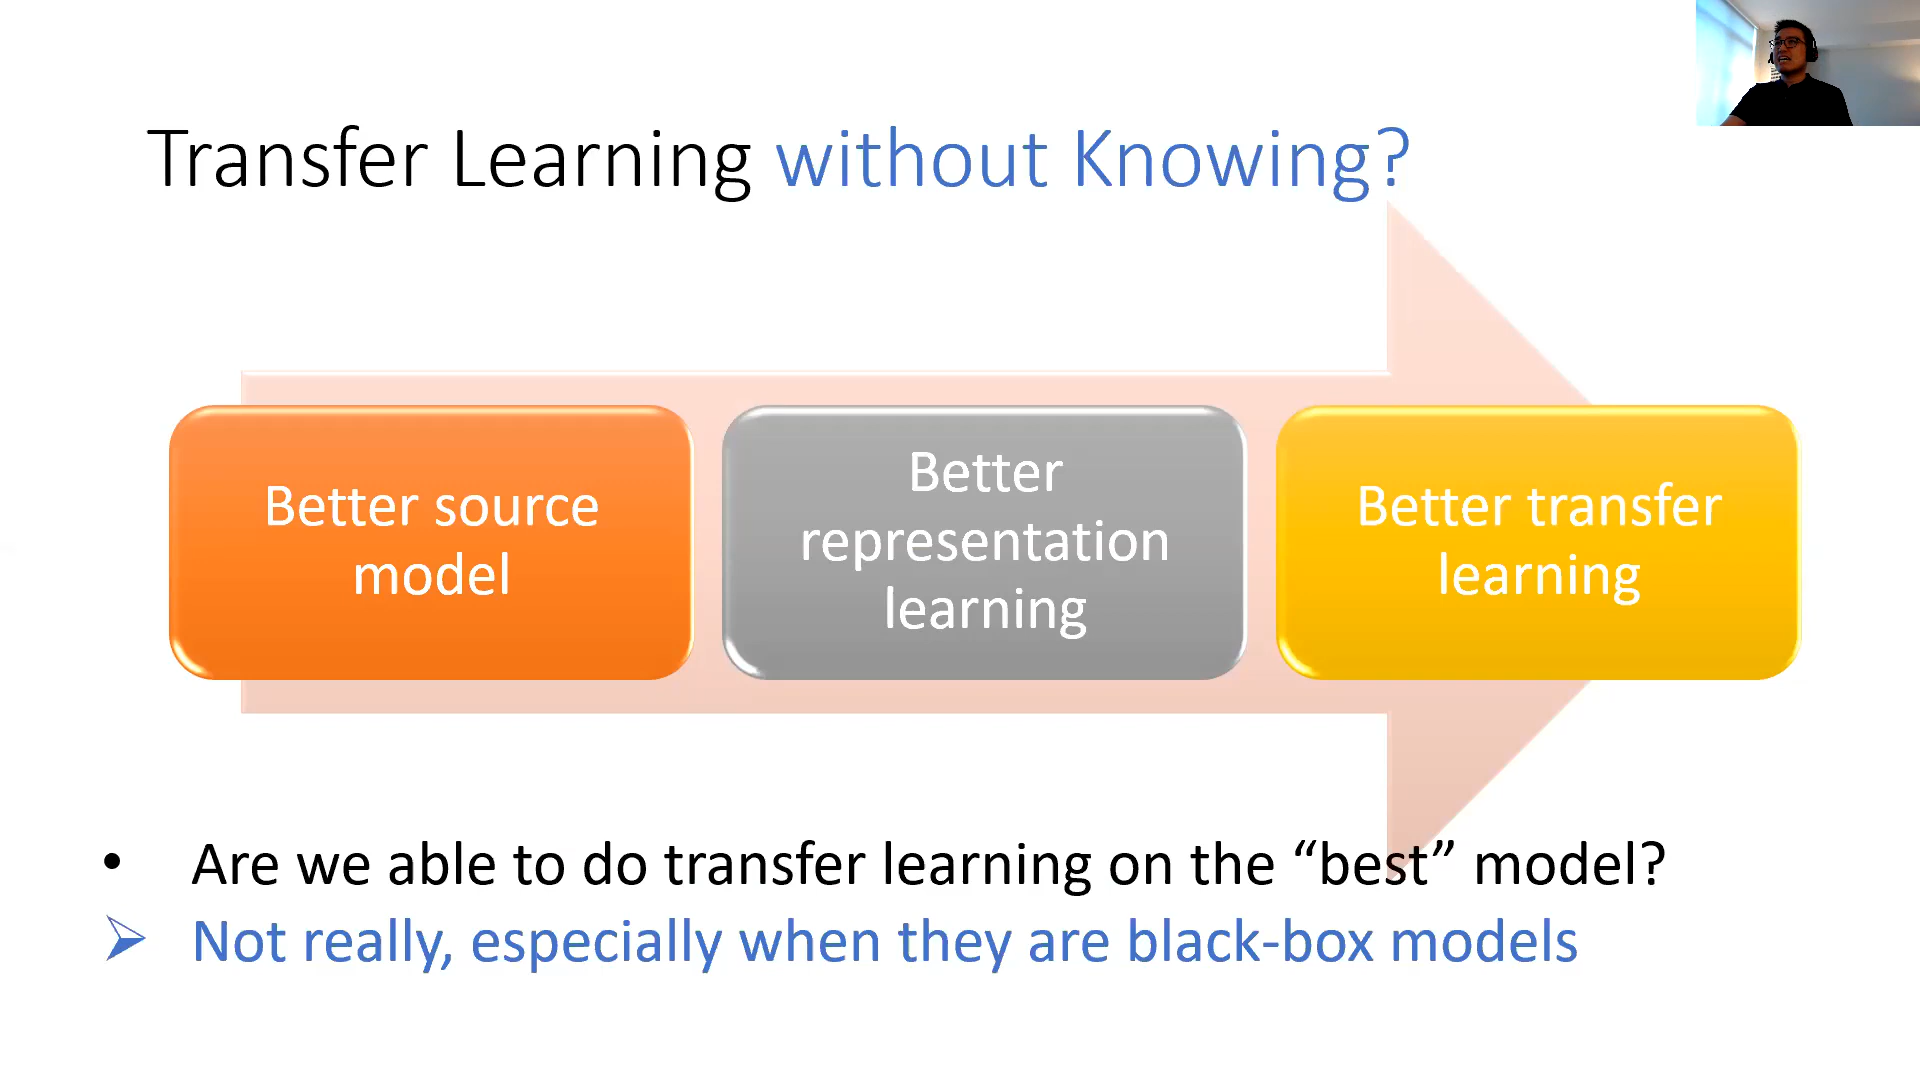 Transfer Learning without Knowing?
Better source
model
Better
representation
learning
Better transfer
learning
• Are we able to do transfer learning on the “best” model?
➢ Not really, especially when they are black-box models